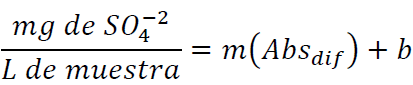 mg de SO₄⁻² / L de muestra = m(Abs_dif) + b